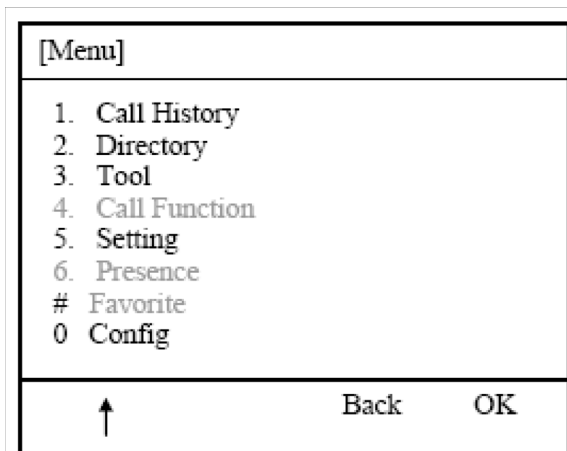 [Menu]
1. Call History
2. Directory
3. Tool
4. Call Function
5. Setting
6. Presence
# Favorite
0 Config
↑ Back OK